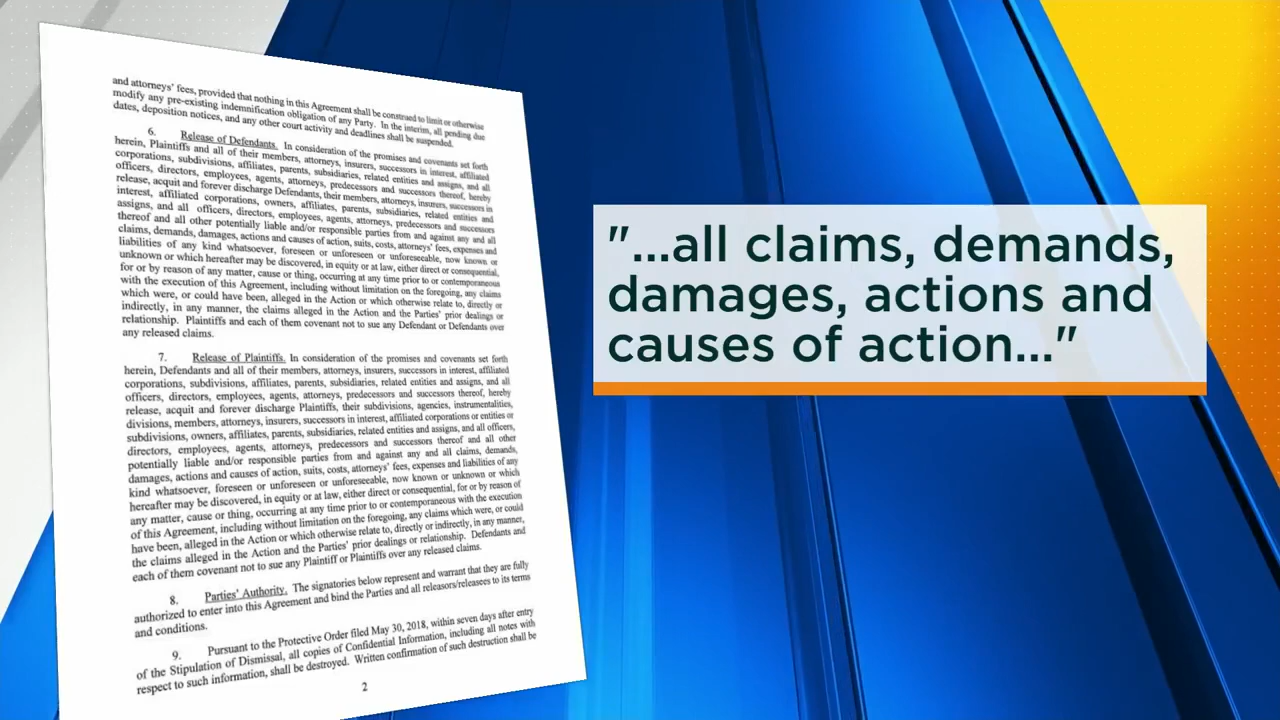 and attorneys' fees, provided that nothing in this Agreement shall be construed to limit or otherwise
modify any pre-existing indemnification obligation of any Party. In the interim, all pending due
dates, deposition notices, and any other court activity and deadlines shall be suspended.
6. Release of Defendants. In consideration of the promises and covenants set forth
herein, Plaintiffs and all of their members, attorneys, insurers, successors in interest, affiliated
corporations, subdivisions, affiliates, parents, subsidiaries, related entities and assigns, and all
officers, directors, employees, agents, attorneys, predecessors and successors thereof, hereby
release, acquit and forever discharge Defendants, their members, attorneys, insurers, successors in
interest, affiliated corporations, owners, affiliates, parents, subsidiaries, related entities and
assigns, and all officers, directors, employees, agents, attorneys, predecessors and successors
thereof and all other potentially liable and/or responsible parties from and against any and all
claims, demands, damages, actions and causes of action, suits, costs, attorneys' fees, expenses and
liabilities of any kind whatsoever, foreseen or unforeseen or unforeseeable, now known or
unknown or which hereafter may be discovered, in equity or at law, either direct or consequential,
for or by reason of any matter, cause or thing, occurring at any time prior to or contemporaneous
with the execution of this Agreement, including without limitation on the foregoing, any claims
which were, or could have been, alleged in the Action or which otherwise relate to, directly or
indirectly, in any manner, the claims alleged in the Action and the Parties' prior dealings or
relationship. Plaintiffs and each of them covenant not to sue any Defendant or Defendants over
any released claims.
7. Release of Plaintiffs. In consideration of the promises and covenants set forth
herein, Defendants and all of their members, attorneys, insurers, successors in interest, affiliated
corporations, subdivisions, affiliates, parents, subsidiaries, related entities and assigns, and all
officers, directors, employees, agents, attorneys, predecessors and successors thereof, hereby
release, acquit and forever discharge Plaintiffs, their subdivisions, agencies, instrumentalities,
divisions, members, attorneys, insurers, successors in interest, affiliated corporations or entities or
subdivisions, owners, affiliates, parents, subsidiaries, related entities and assigns, and all officers,
directors, employees, agents, attorneys, predecessors and successors thereof and all other
potentially liable and/or responsible parties from and against any and all claims, demands,
damages, actions and causes of action, suits, costs, attorneys' fees, expenses and liabilities of any
kind whatsoever, foreseen or unforeseen or unforeseeable, now known or unknown or which
hereafter may be discovered, in equity or at law, either direct or consequential, for or by reason of
any matter, cause or thing, occurring at any time prior to or contemporaneous with the execution
of this Agreement, including without limitation on the foregoing, any claims which were, or could
have been, alleged in the Action or which otherwise relate to, directly or indirectly, in any manner,
the claims alleged in the Action and the Parties' prior dealings or relationship. Defendants and
each of them covenant not to sue any Plaintiff or Plaintiffs over any released claims.
8. Parties' Authority. The signatories below represent and warrant that they are fully
authorized to enter into this Agreement and bind the Parties and all releasors/releasees to its terms
and conditions.
9. Pursuant to the Protective Order filed May 30, 2018, within seven days after entry
of the Stipulation of Dismissal, all copies of Confidential Information, including all notes with
respect to such information, shall be destroyed. Written confirmation of such destruction shall be
2
"...all claims, demands,
damages, actions and
causes of action..."